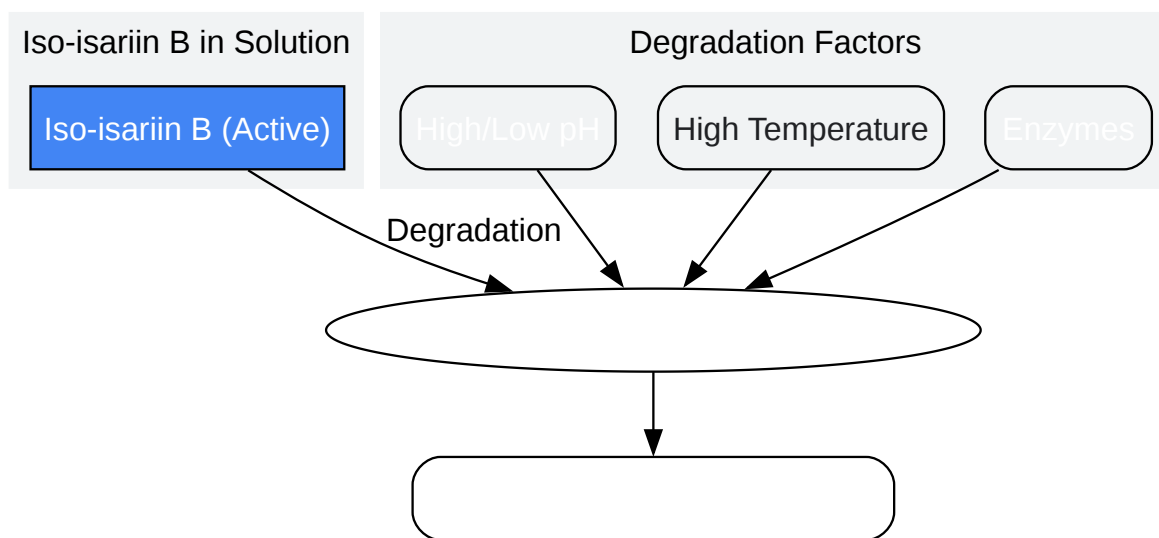 Iso-isariin B in Solution
Degradation Factors
Iso-isariin B (Active)
High/Low pH
High Temperature
Enzymes
Degradation